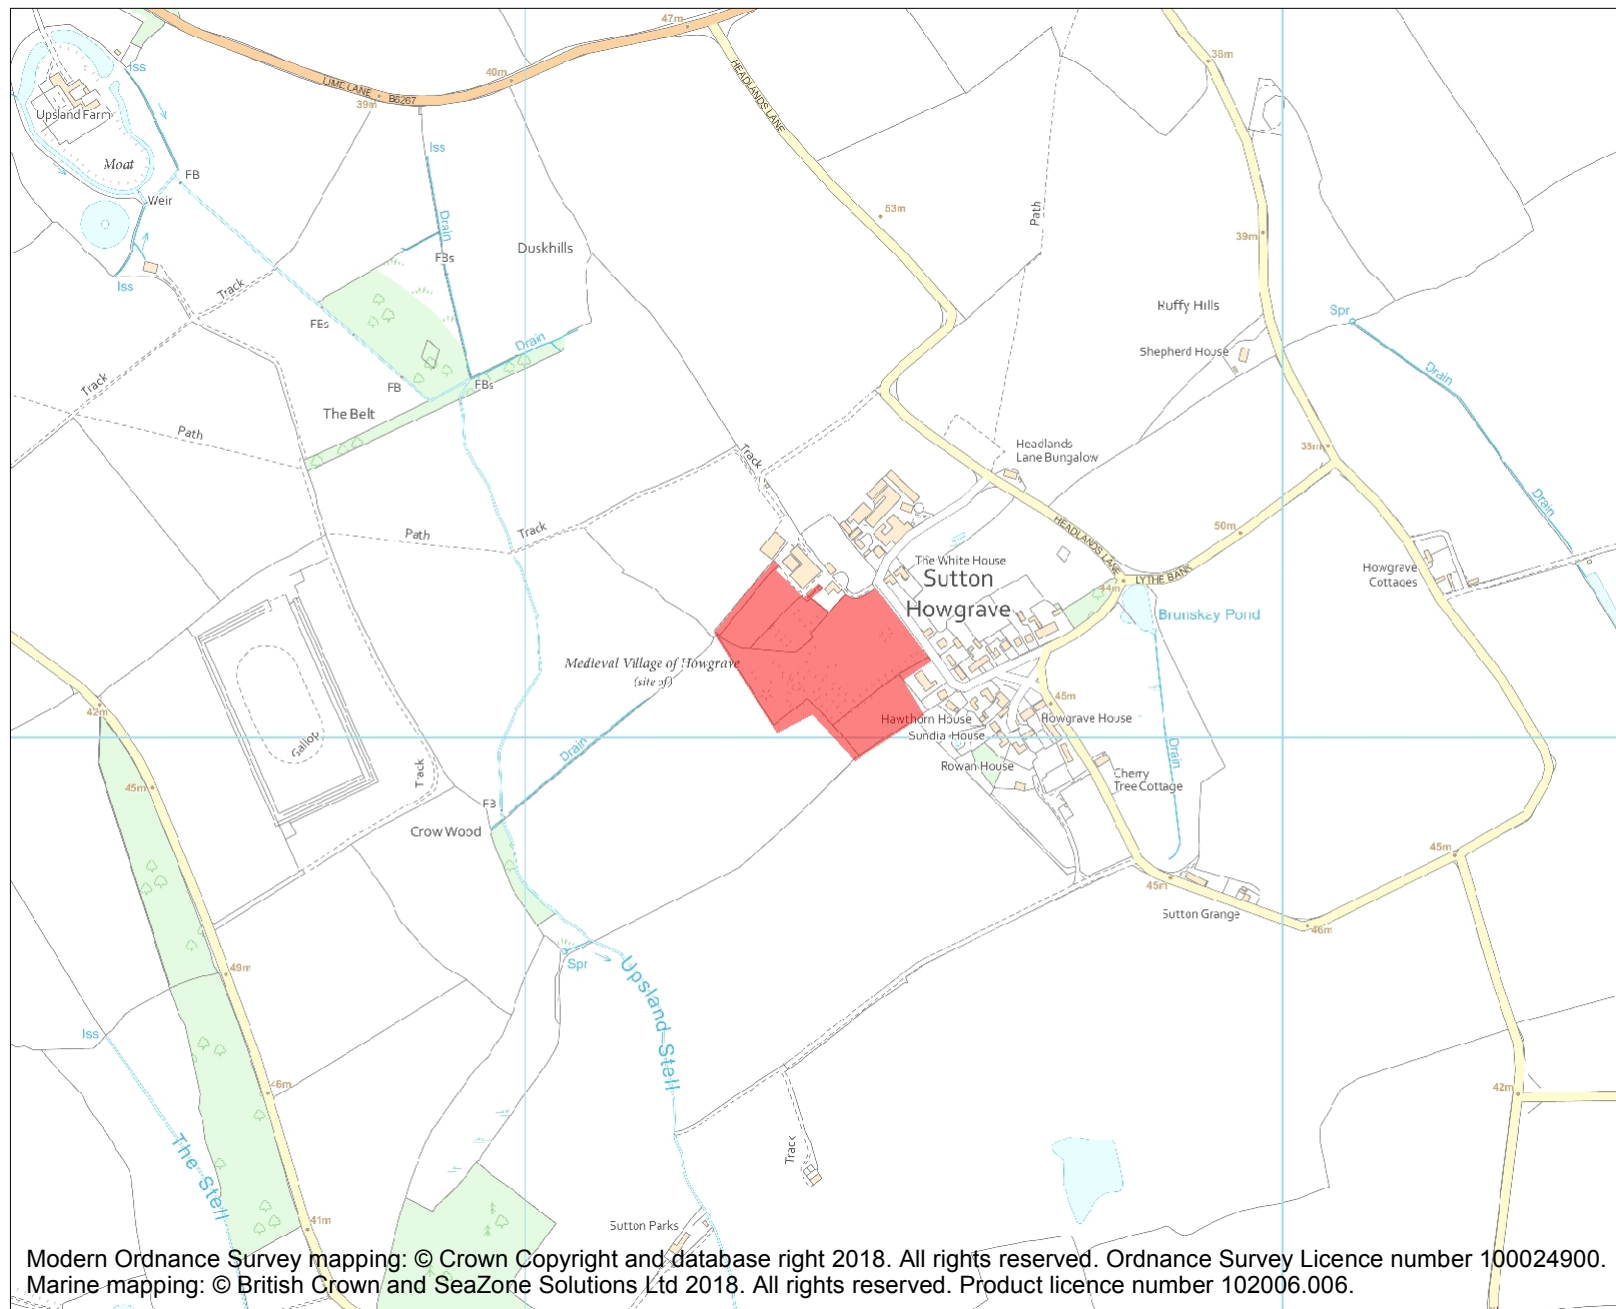 47m
38m
Iss
40m
LIME LANE
B6267
39m
HEADLANDS LANE
Upsland Farm
Iss
Moat
FB
Weir
Drain
53m
Path
39m
Duskhills
FBs
Iss
Track
Ruffy Hills
Spr
FBs
Drain
Shepherd House
Drain
Track
FB
FBs
The Belt
Path
Headlands
Lane Bungalow
Track
Drain
Path
Track
HEADLANDS LANE
50m
The White House
Sutton
Howgrave
LYTHE BANK
44m
Howgrave
Cottages
Brunskay Pond
Medieval Village of Howgrave
(site of)
42m
45m
Hawthorn House
Howgrave House
Sundial House
Gallop
Drain
Drain
Rowan House
Track
Cherry
Tree Cottage
45m
FB
Crow Wood
45m
45m
Sutton Grange
46m
Spr
49m
Upsland Stell
Iss
46m
42m
The Stell
Track
41m
Sutton Parks
Modern Ordnance Survey mapping: © Crown Copyright and database right 2018. All rights reserved. Ordnance Survey Licence number 100024900.
Marine mapping: © British Crown and SeaZone Solutions Ltd 2018. All rights reserved. Product licence number 102006.006.